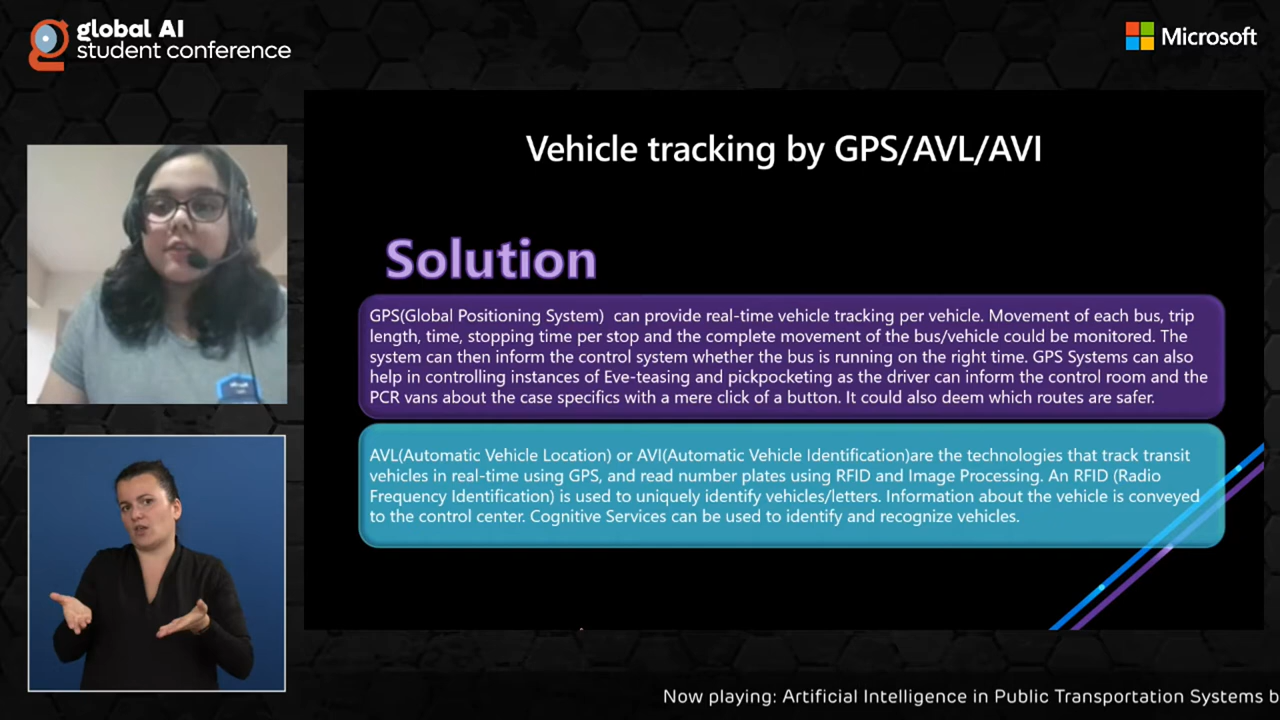 global AI
student conference
Microsoft
Vehicle tracking by GPS/AVL/AVI
Solution
GPS(Global Positioning System) can provide real-time vehicle tracking per vehicle. Movement of each bus, trip
length, time, stopping time per stop and the complete movement of the bus/vehicle could be monitored. The
system can then inform the control system whether the bus is running on the right time. GPS Systems can also
help in controlling instances of Eve-teasing and pickpocketing as the driver can inform the control room and the
PCR vans about the case specifics with a mere click of a button. It could also deem which routes are safer.
AVL(Automatic Vehicle Location) or AVI(Automatic Vehicle Identification)are the technologies that track transit
vehicles in real-time using GPS, and read number plates using RFID and Image Processing. An RFID (Radio
Frequency Identification) is used to uniquely identify vehicles/letters. Information about the vehicle is conveyed
to the control center. Cognitive Services can be used to identify and recognize vehicles.
Now playing: Artificial Intelligence in Public Transportation Systems b